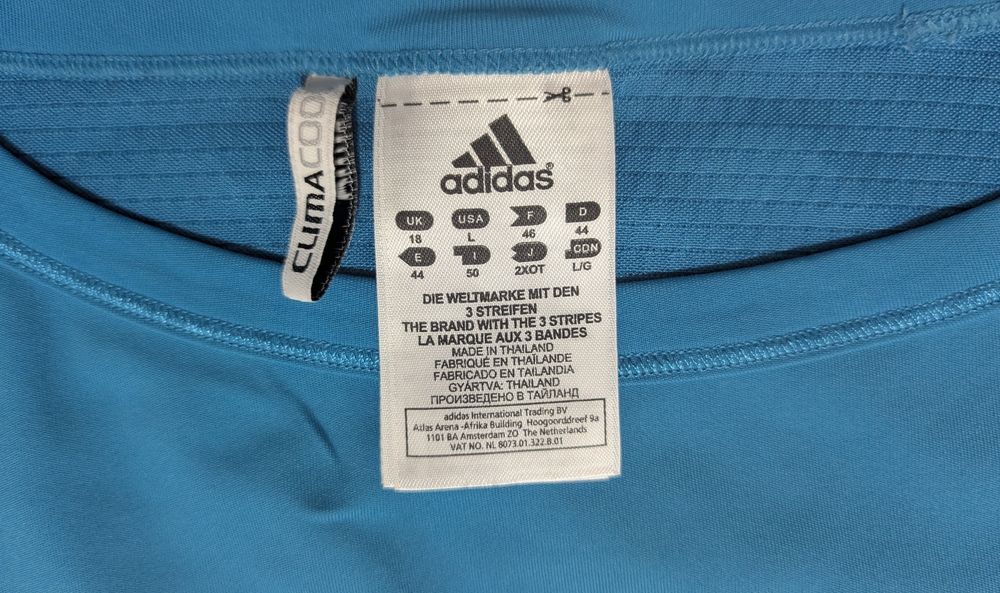 CLIMACOO
adidas®
UK USA F D
18 L 46 44
E I J CDN
44 50 2XOT L/G
DIE WELTMARKE MIT DEN
3 STREIFEN
THE BRAND WITH THE 3 STRIPES
LA MARQUE AUX 3 BANDES
MADE IN THAILAND
FABRIQUÉ EN THAÏLANDE
FABRICADO EN TAILANDIA
GYÁRTVA: THAILAND
ПРОИЗВЕДЕНО В ТАЙЛАНД
adidas International Trading BV
Atlas Arena -Afrika Building Hoogoorddreef 9a
1101 BA Amsterdam ZO The Netherlands
VAT NO. NL 8073.01.322.B.01